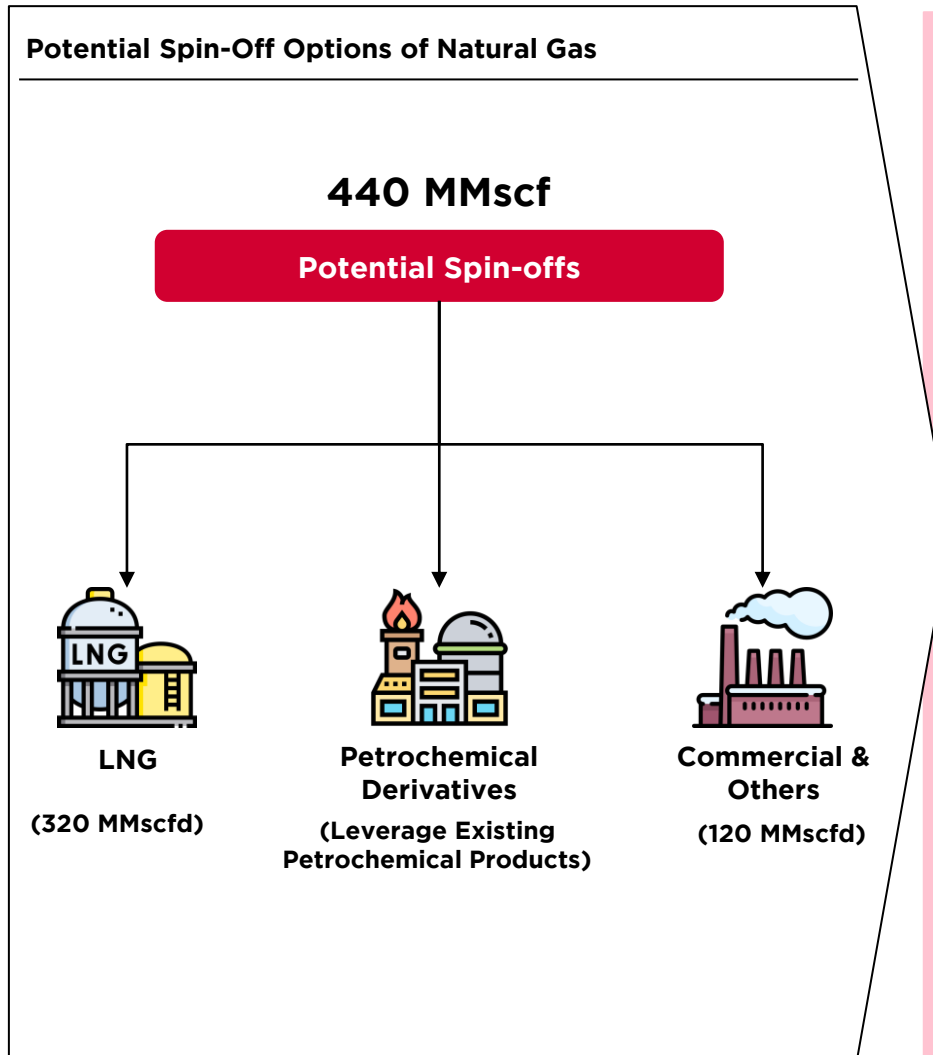 Potential Spin-Off Options of Natural Gas
440 MMscf
Potential Spin-offs
LNG
LNG
(320 MMscfd)
Petrochemical
Derivatives
(Leverage Existing
Petrochemical Products)
Commercial &
Others
(120 MMscfd)